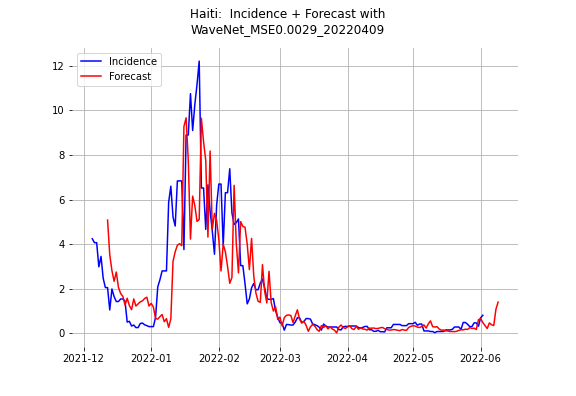 Haiti: Incidence + Forecast with
WaveNet_MSE0.0029_20220409
Incidence
Forecast
12
10
8
6
4
2
0
2021-12 2022-01 2022-02 2022-03 2022-04 2022-05 2022-06